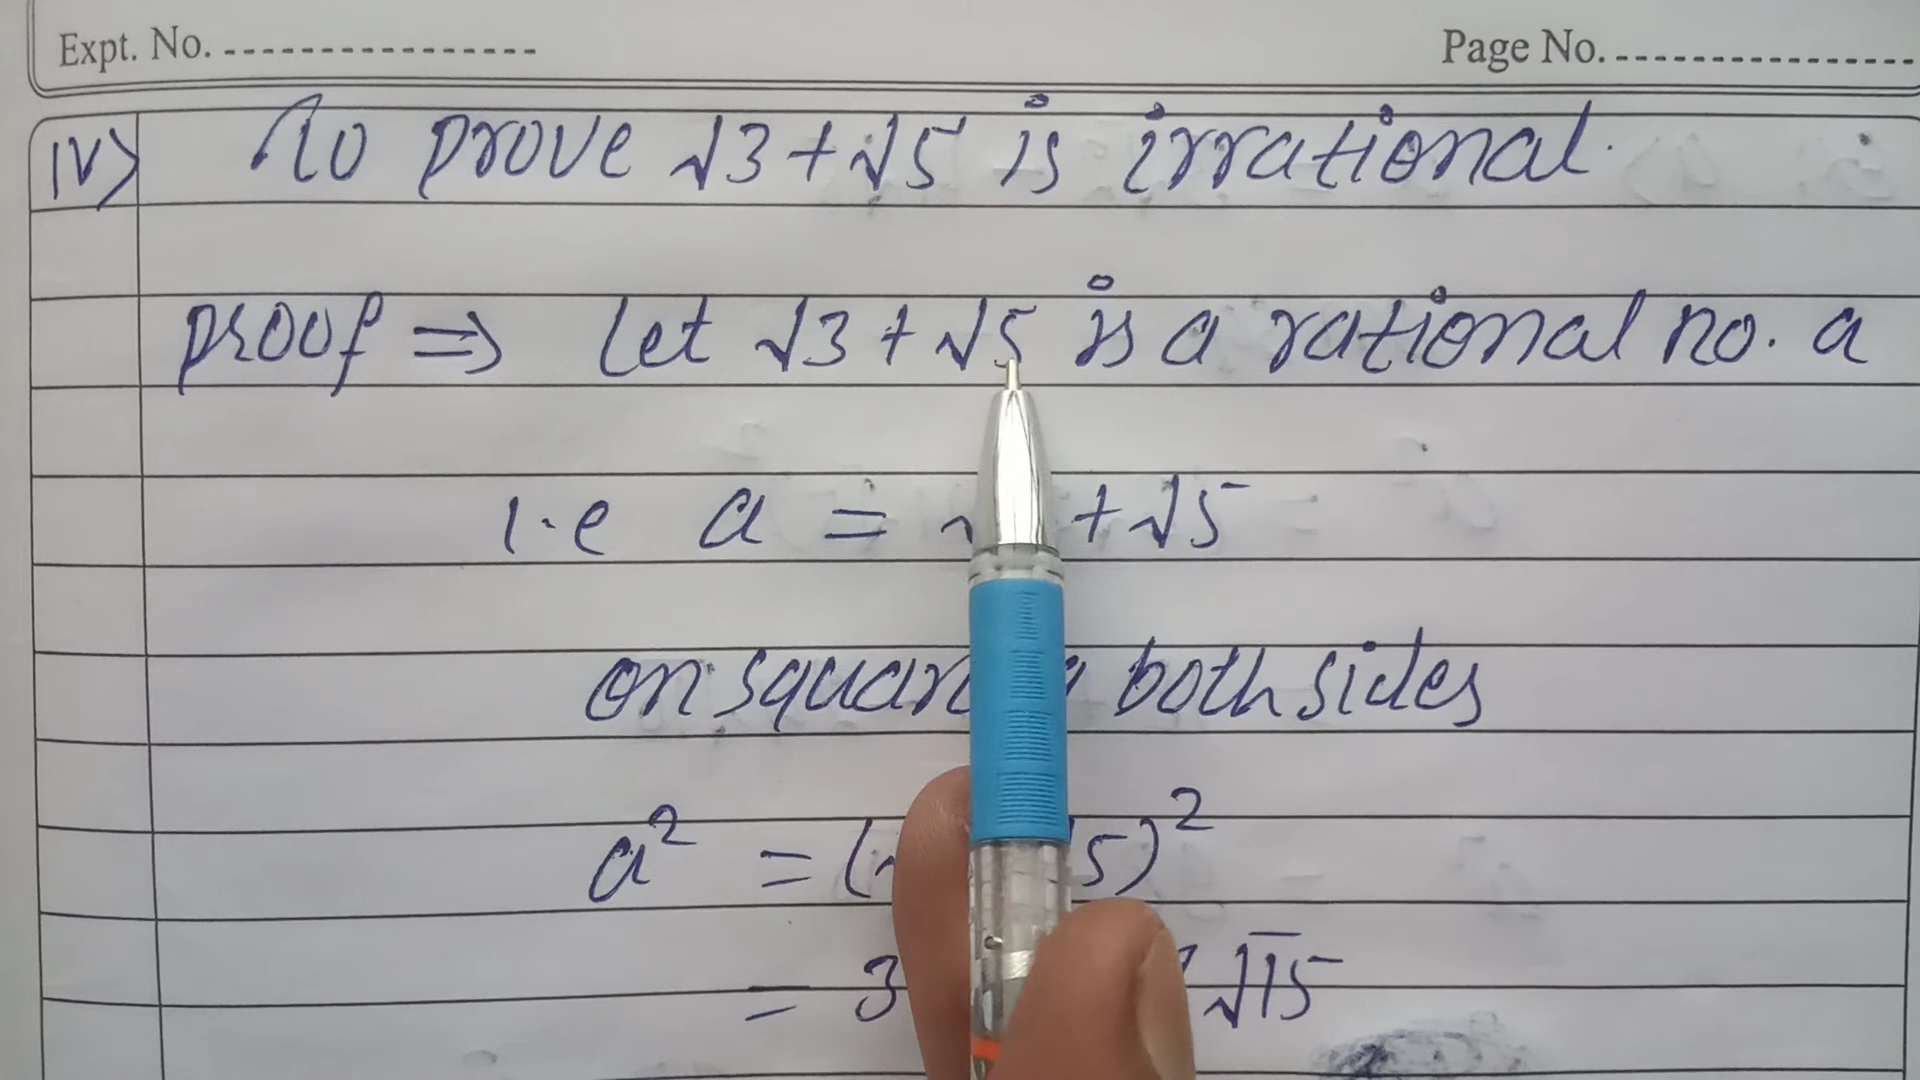 Expt. No.
Page No.
IV) To prove √3 + √5 is irrational.
proof ⇒ Let √3 + √5 is a rational no. a
i.e a = + √5
on both sides
a² = ( 5)²
= 3 √15